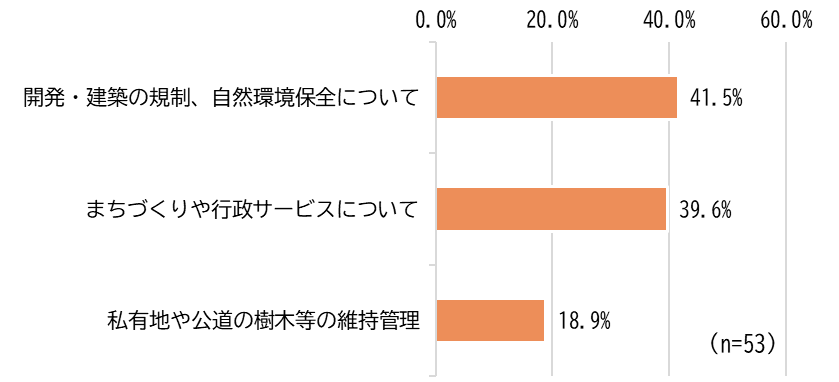 0.0% 20.0% 40.0% 60.0%
開発・建築の規制、自然環境保全について 41.5%
まちづくりや行政サービスについて 39.6%
私有地や公道の樹木等の維持管理 18.9%
(n=53)